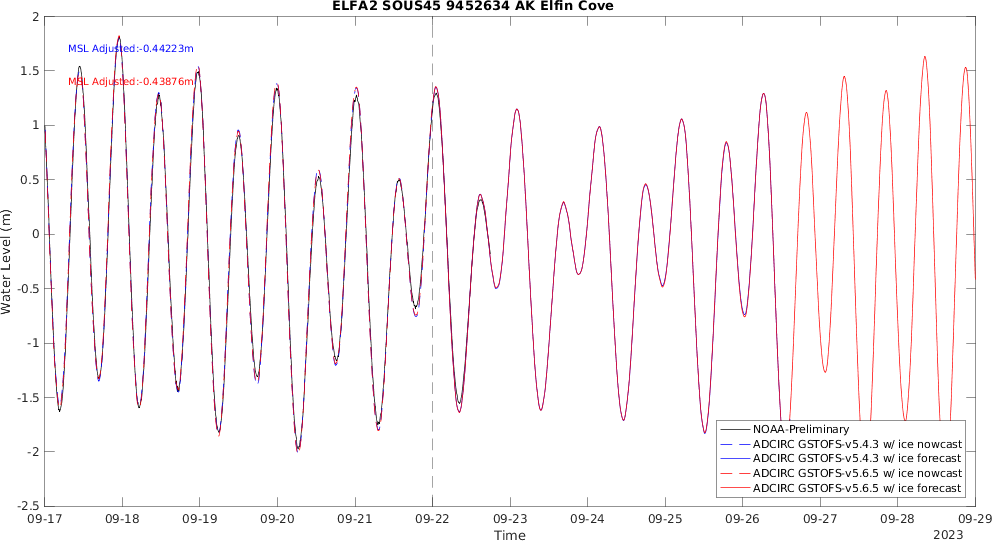 ELFA2 SOUS45 9452634 AK Elfin Cove
MSL Adjusted:-0.44223m
MSL Adjusted:-0.43876m
Water Level (m)
2
1.5
1
0.5
0
-0.5
-1
-1.5
-2
-2.5
NOAA-Preliminary
ADCIRC GSTOFS-v5.4.3 w/ ice nowcast
ADCIRC GSTOFS-v5.4.3 w/ ice forecast
ADCIRC GSTOFS-v5.6.5 w/ ice nowcast
ADCIRC GSTOFS-v5.6.5 w/ ice forecast
09-17 09-18 09-19 09-20 09-21 09-22 09-23 09-24 09-25 09-26 09-27 09-28 09-29
Time
2023